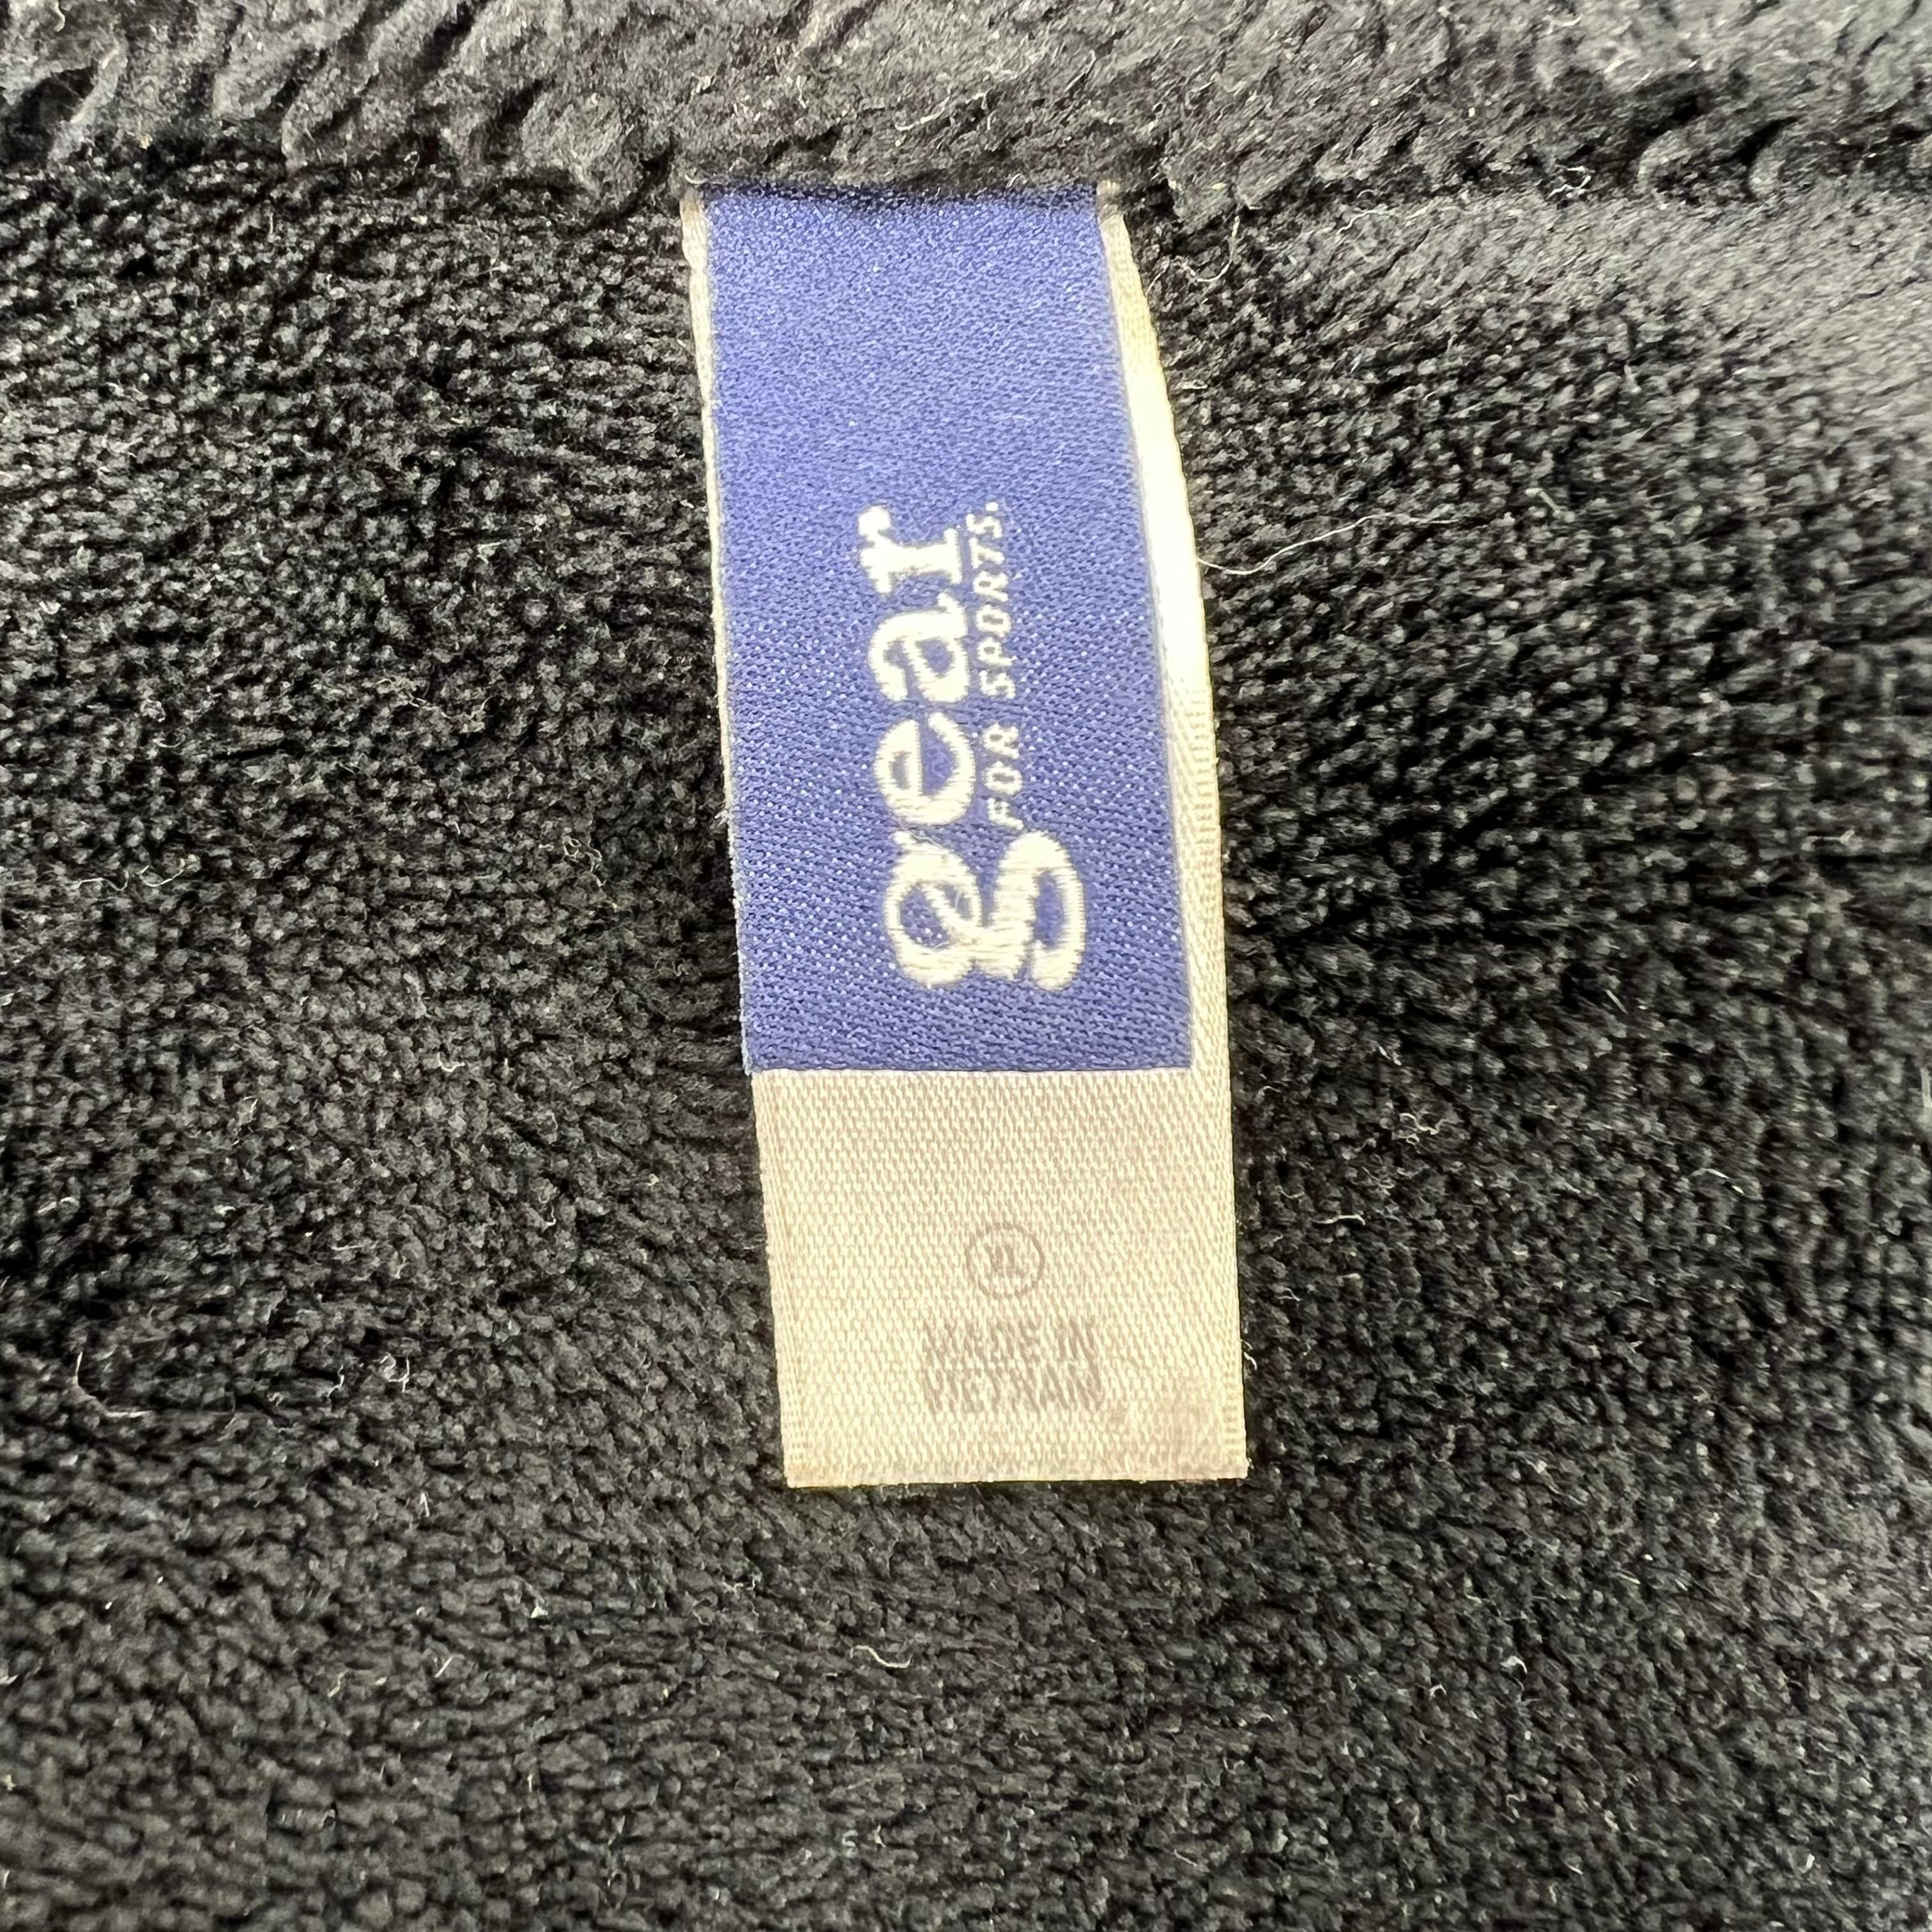 gear
FOR SPORTS.
XL
MADE IN
VIETNAM